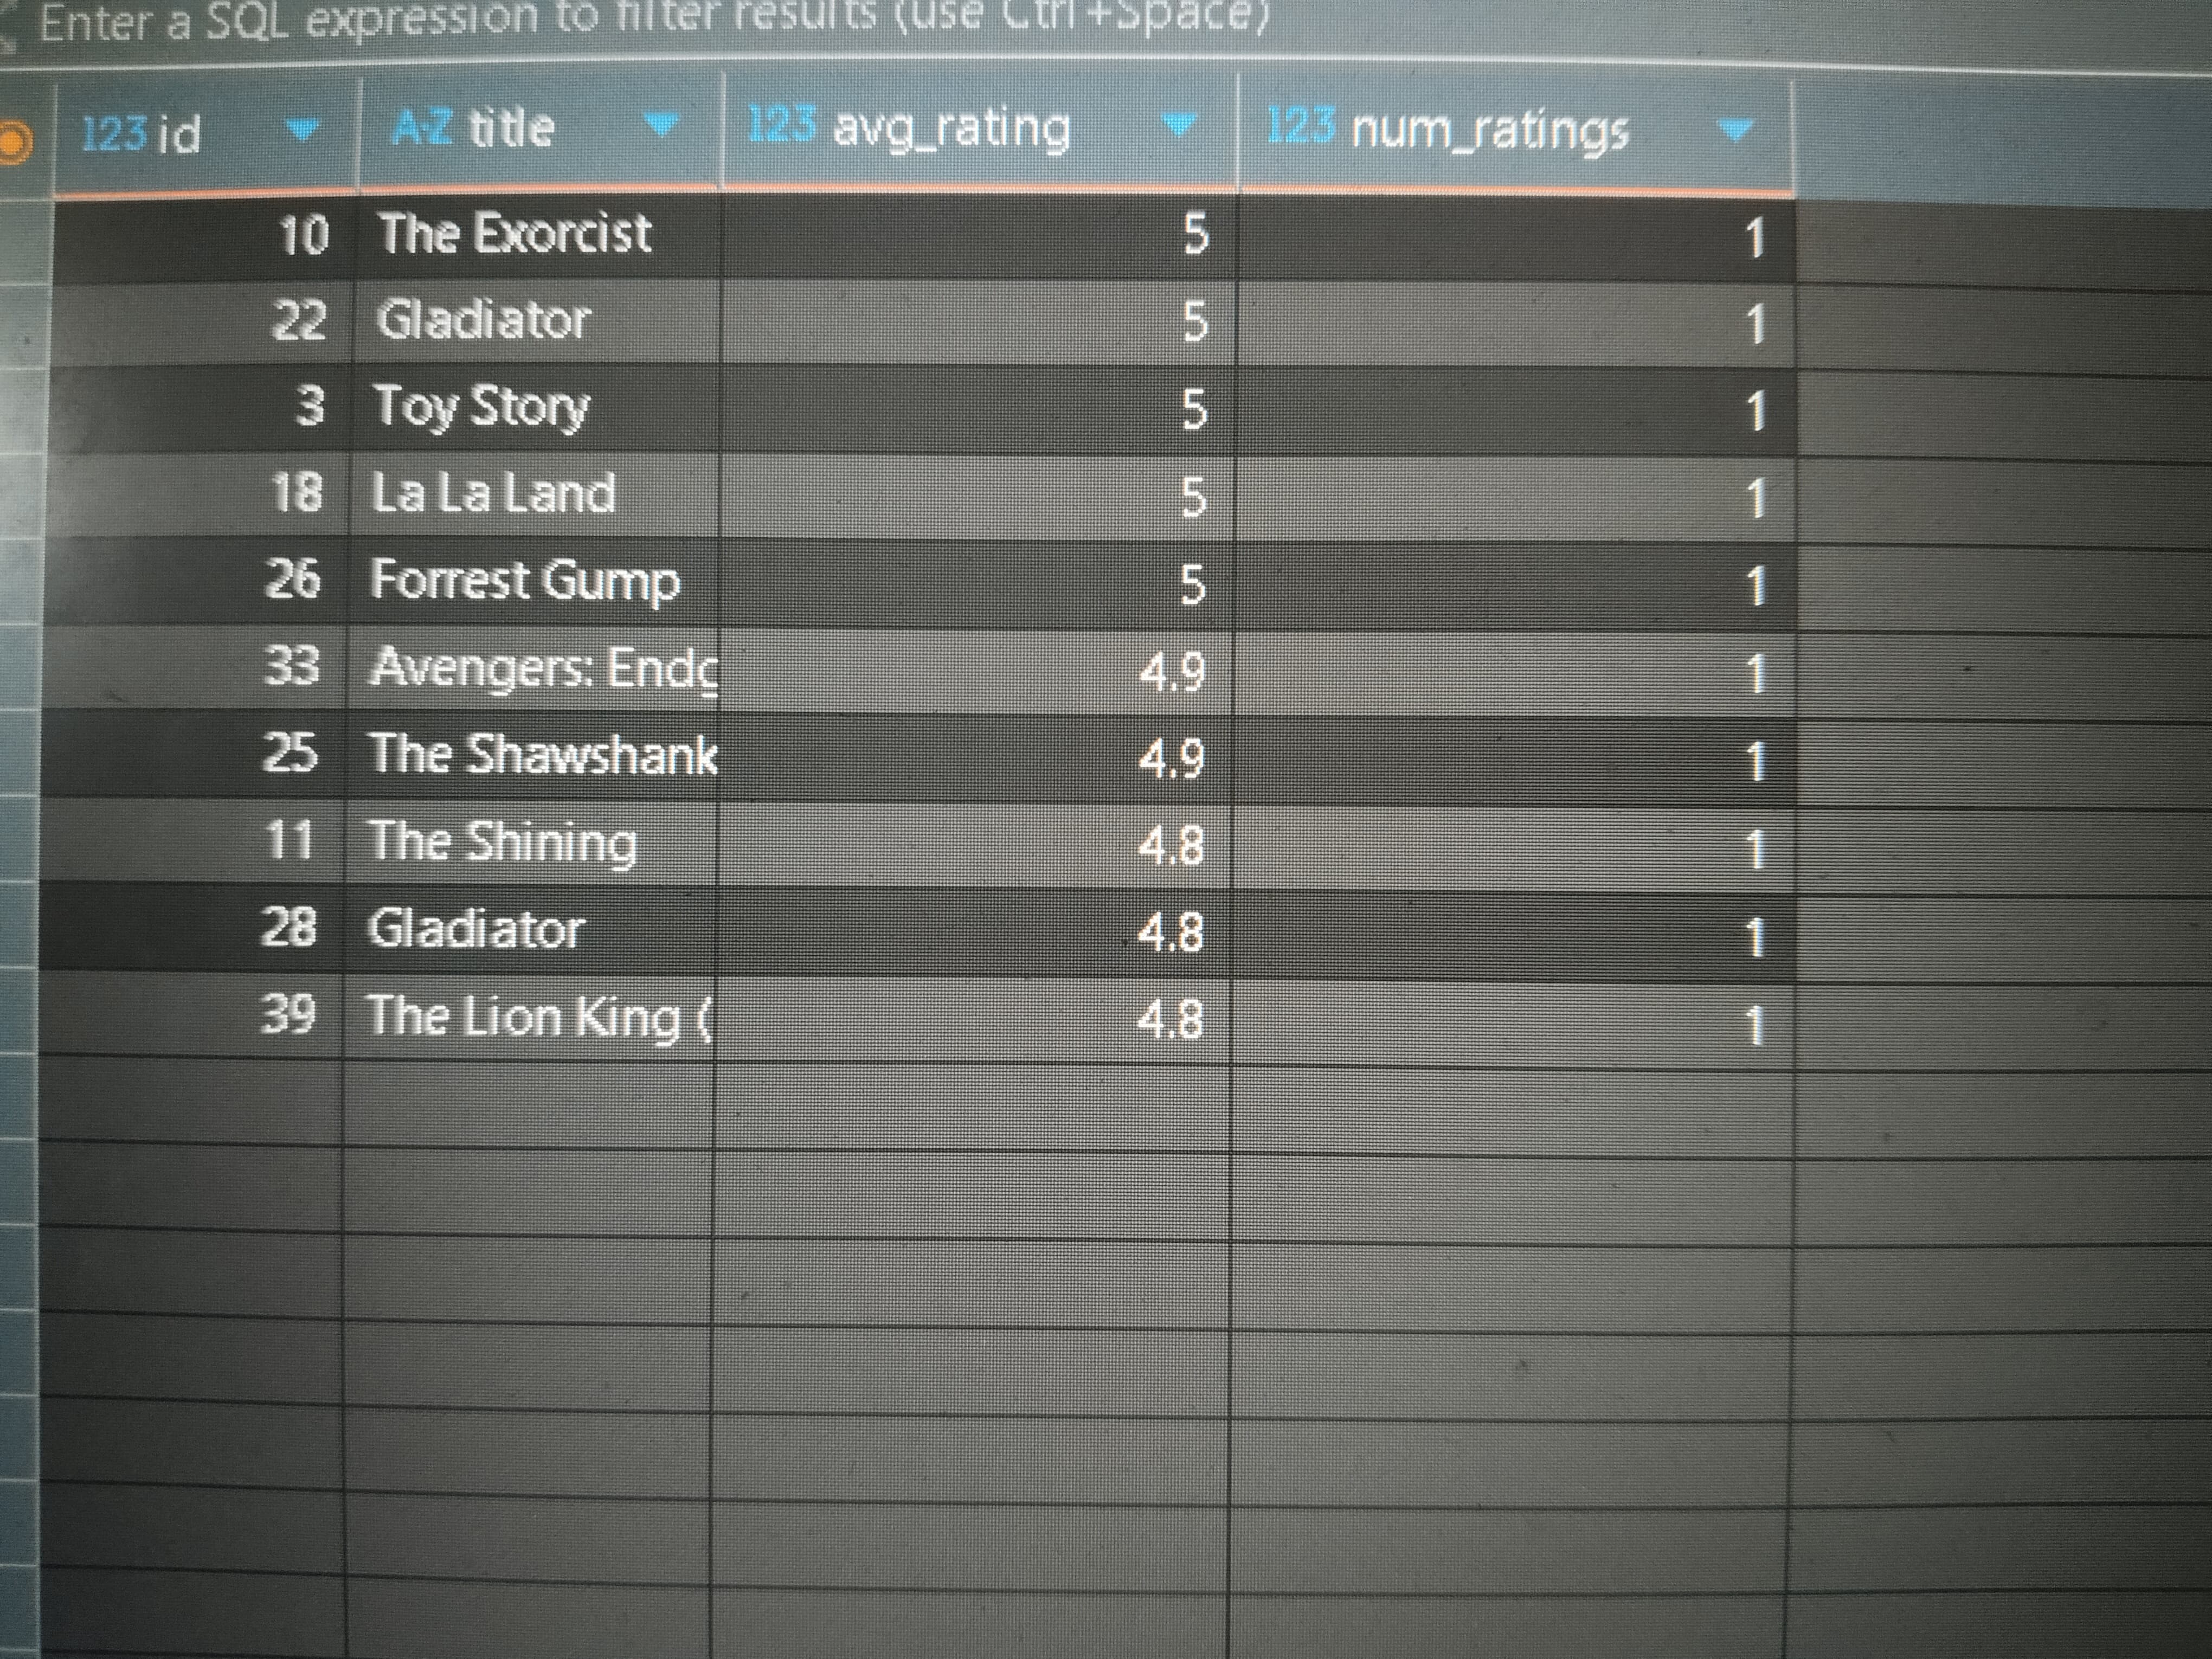 Enter a SQL expression to filter results (use Ctrl+Space)
123 id A-Z title 123 avg_rating 123 num_ratings
10 The Exorcist 5 1
22 Gladiator 5 1
3 Toy Story 5 1
18 La La Land 5 1
26 Forrest Gump 5 1
33 Avengers: Endg 4.9 1
25 The Shawshank 4.9 1
11 The Shining 4.8 1
28 Gladiator 4.8 1
39 The Lion King ( 4.8 1